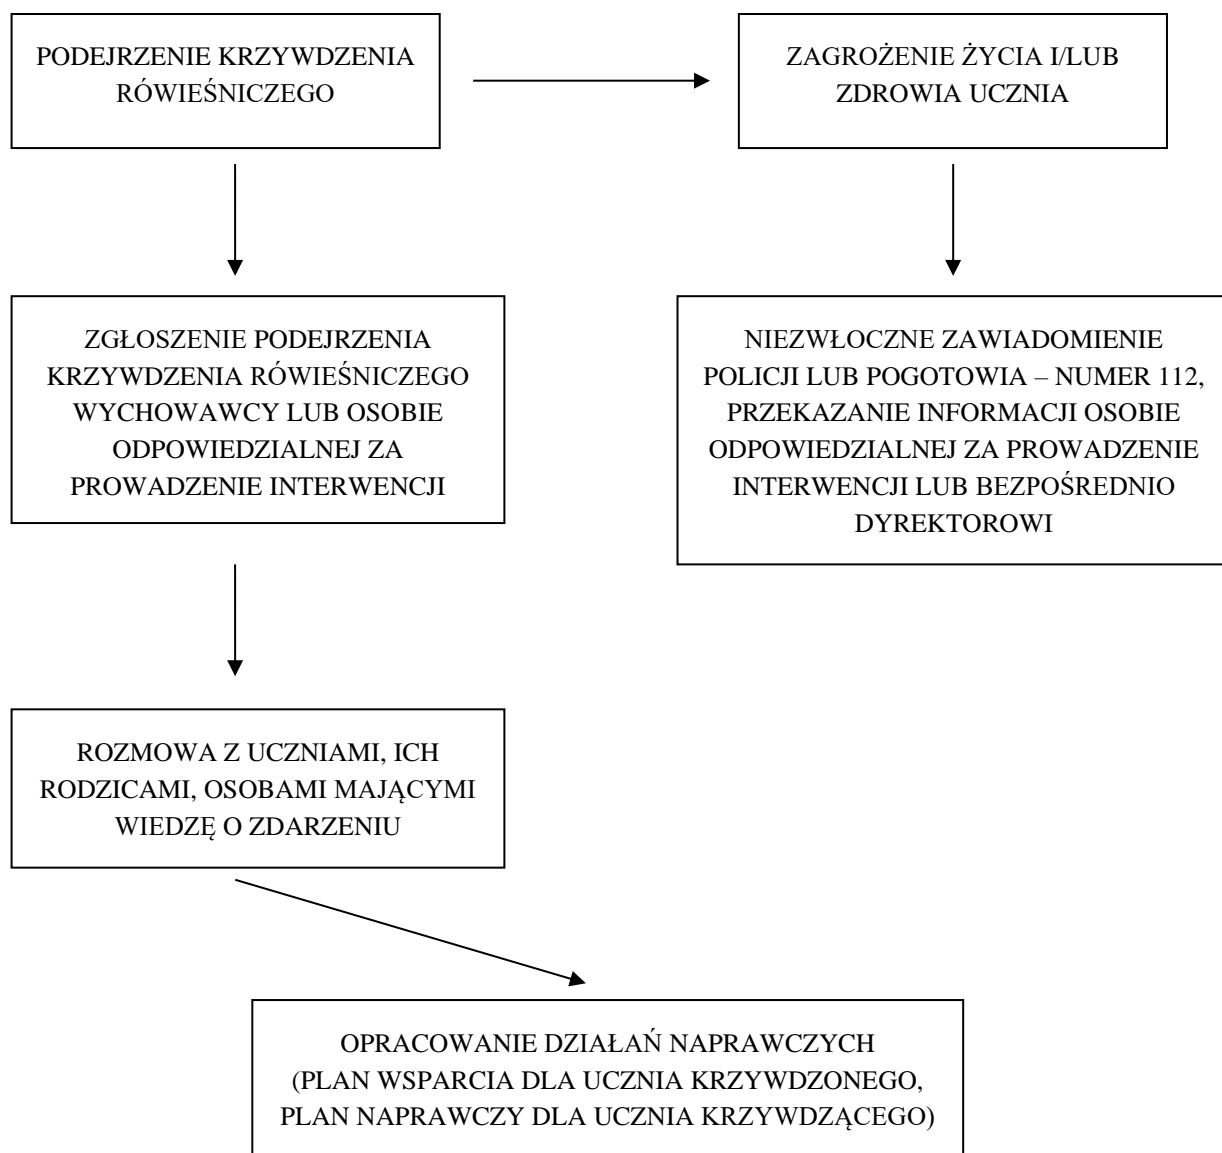 PODEJRZENIE KRZYWDZENIA
RÓWIEŚNICZEGO
ZAGROŻENIE ŻYCIA I/LUB
ZDROWIA UCZNIA
ZGŁOSZENIE PODEJRZENIA
KRZYWDZENIA RÓWIEŚNICZEGO
WYCHOWAWCY LUB OSOBIE
ODPOWIEDZIALNEJ ZA
PROWADZENIE INTERWENCJI
NIEZWŁOCZNE ZAWIADOMIENIE
POLICJI LUB POGOTOWIA – NUMER 112,
PRZEKAZANIE INFORMACJI OSOBIE
ODPOWIEDZIALNEJ ZA PROWADZENIE
INTERWENCJI LUB BEZPOŚREDNIO
DYREKTOROWI
ROZMOWA Z UCZNIAMI, ICH
RODZICAMI, OSOBAMI MAJĄCYMI
WIEDZĘ O ZDARZENIU
OPRACOWANIE DZIAŁAŃ NAPRAWCZYCH
(PLAN WSPARCIA DLA UCZNIA KRZYWDZONEGO,
PLAN NAPRAWCZY DLA UCZNIA KRZYWDZĄCEGO)